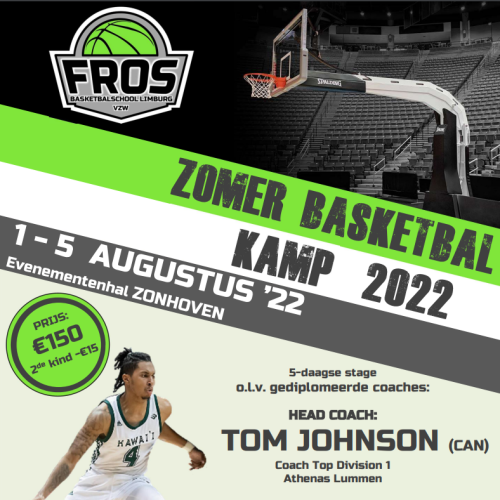 FROS
BASKETBALSCHOOL LIMBURG
VZW
SPALDING
ZOMER BASKETBAL
KAMP 2022
1 - 5 AUGUSTUS '22
Evenementenhal ZONHOVEN
PRIJS:
€150
2de kind -€15
5-daagse stage
o.l.v. gediplomeerde coaches:
HEAD COACH:
TOM JOHNSON (CAN)
Coach Top Division 1
Athenas Lummen
HAWAI'I
4